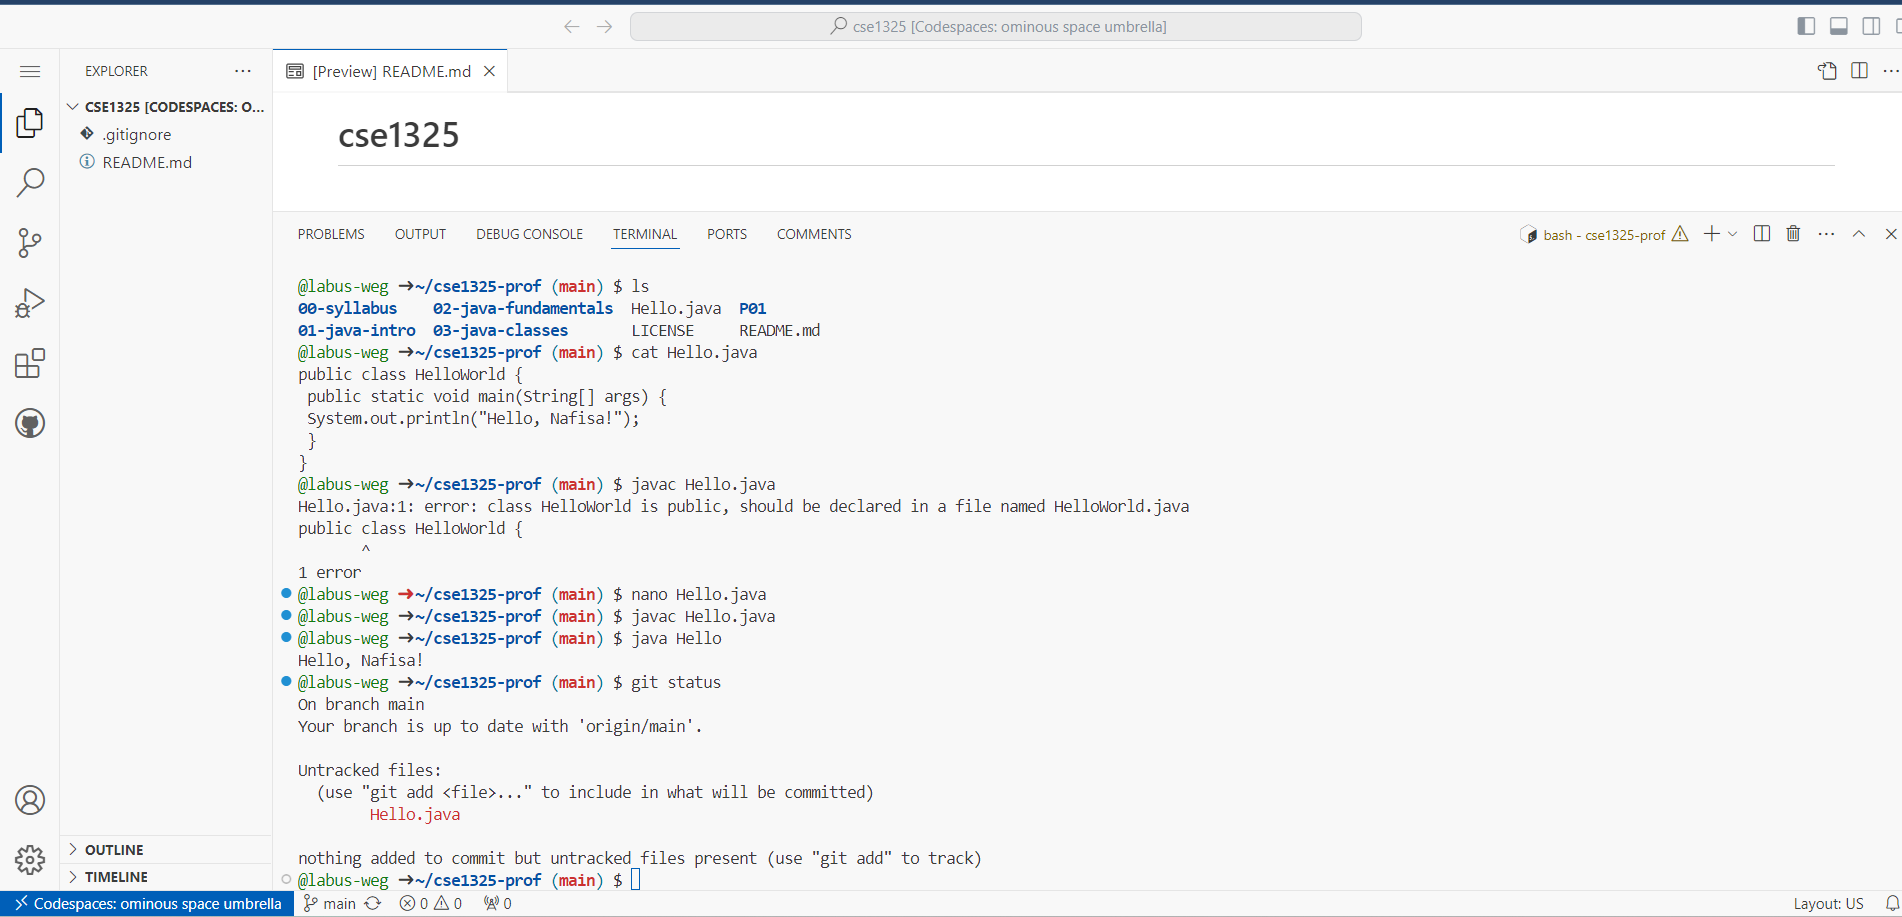 cse1325 [Codespaces: ominous space umbrella]
EXPLORER
[Preview] README.md
CSE1325 [CODESPACES: O...
.gitignore
README.md
cse1325
PROBLEMS OUTPUT DEBUG CONSOLE TERMINAL PORTS COMMENTS
bash - cse1325-prof
@labus-weg ➜~/cse1325-prof (main) $ ls
00-syllabus 02-java-fundamentals Hello.java P01
01-java-intro 03-java-classes LICENSE README.md
@labus-weg ➜~/cse1325-prof (main) $ cat Hello.java
public class HelloWorld {
public static void main(String[] args) {
System.out.println("Hello, Nafisa!");
}
}
@labus-weg ➜~/cse1325-prof (main) $ javac Hello.java
Hello.java:1: error: class HelloWorld is public, should be declared in a file named HelloWorld.java
public class HelloWorld {
^
1 error
@labus-weg ➜~/cse1325-prof (main) $ nano Hello.java
@labus-weg ➜~/cse1325-prof (main) $ javac Hello.java
@labus-weg ➜~/cse1325-prof (main) $ java Hello
Hello, Nafisa!
@labus-weg ➜~/cse1325-prof (main) $ git status
On branch main
Your branch is up to date with 'origin/main'.
Untracked files:
(use "git add <file>..." to include in what will be committed)
Hello.java
nothing added to commit but untracked files present (use "git add" to track)
@labus-weg ➜~/cse1325-prof (main) $
OUTLINE
TIMELINE
Codespaces: ominous space umbrella main 0 0 0 Layout: US